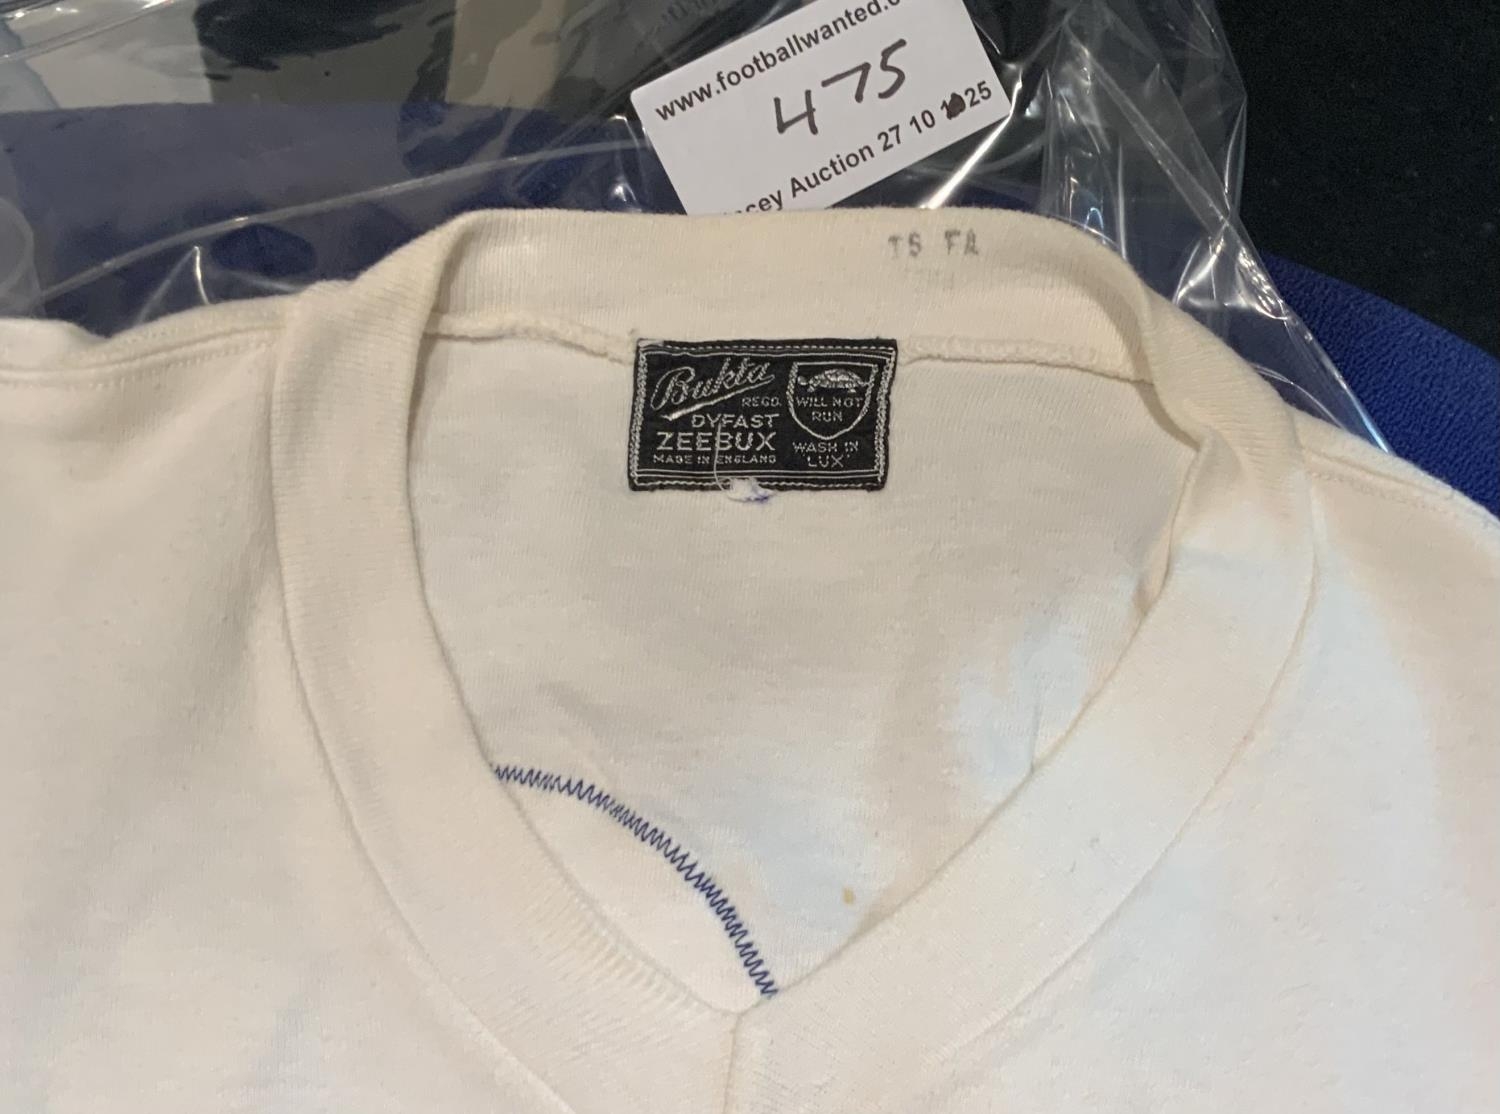 www.footballwanted.c
475
cey Auction 27 10 25
TS FA
Bukta
REGD.
DYFAST
ZEEBUX
MADE IN ENGLAND
WILL NOT
RUN
WASH IN
'LUX'